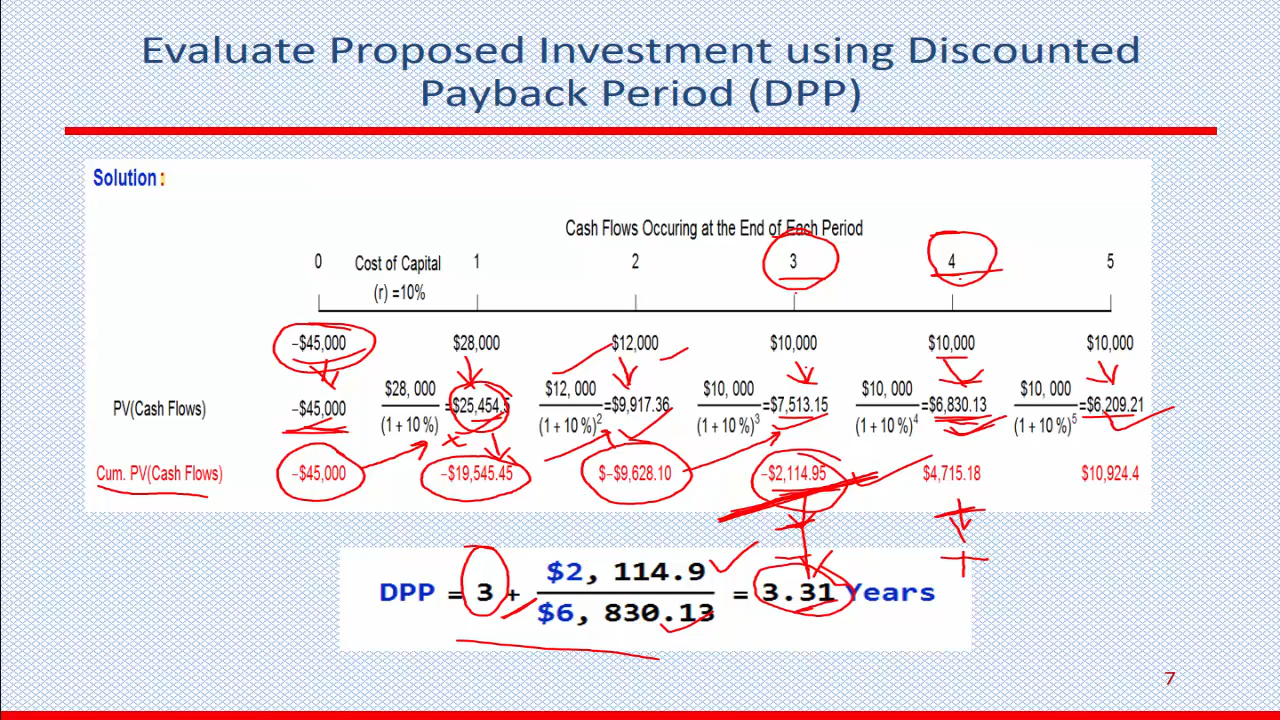 Evaluate Proposed Investment using Discounted
Payback Period (DPP)
Solution :
Cash Flows Occuring at the End of Each Period
0 Cost of Capital 1 2 3 4 5
(r) =10%
−$45,000 $28,000 $12,000 $10,000 $10,000 $10,000
$28, 000 $12, 000 $10, 000 $10, 000 $10, 000
PV(Cash Flows) −$45,000 =$25,454.5 =$9,917.36 =$7,513.15 =$6,830.13 =$6,209.21
(1 + 10 %) (1 + 10 %)² (1 + 10 %)³ (1 + 10 %)⁴ (1 + 10 %)⁵
Cum. PV(Cash Flows) −$45,000 −$19,545.45 $−$9,628.10 −$2,114.95 $4,715.18 $10,924.4
$2, 114.9
DPP = 3 + = 3.31 Years
$6, 830.13
7